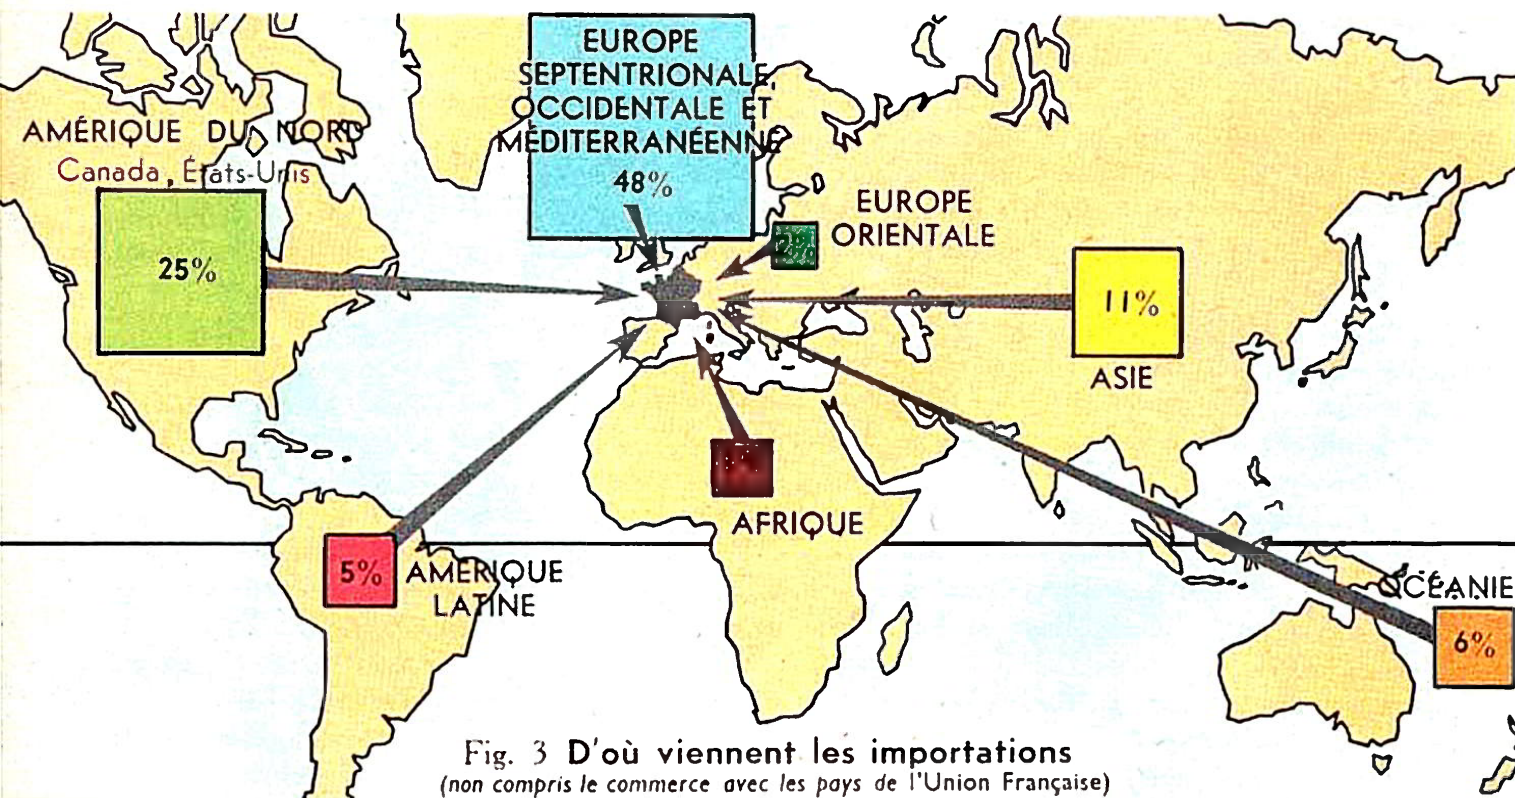 EUROPE
SEPTENTRIONALE,
OCCIDENTALE ET
MÉDITERRANÉENNE
48%
AMÉRIQUE DU NORD
Canada, États-Unis
25%
EUROPE
ORIENTALE
11%
ASIE
AFRIQUE
5%
AMÉRIQUE
LATINE
OCÉANIE
6%
Fig. 3 D'où viennent les importations
(non compris le commerce avec les pays de l'Union Française)